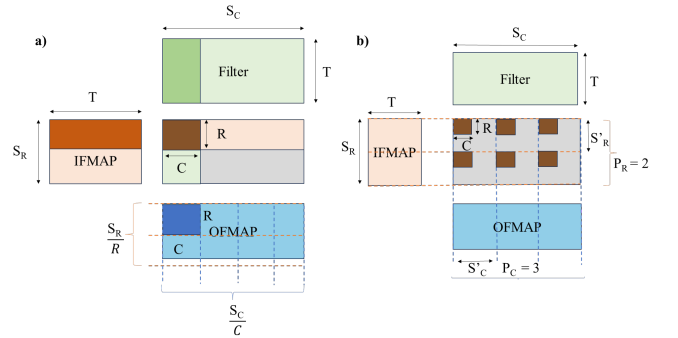 a)
S_C
Filter
T
T
S_R
IFMAP
R
C
S_R
R
R
OFMAP
C
S_C
C
b)
S_C
Filter
T
T
S_R
IFMAP
R
C
S'_R
P_R = 2
OFMAP
S'_C
P_C = 3